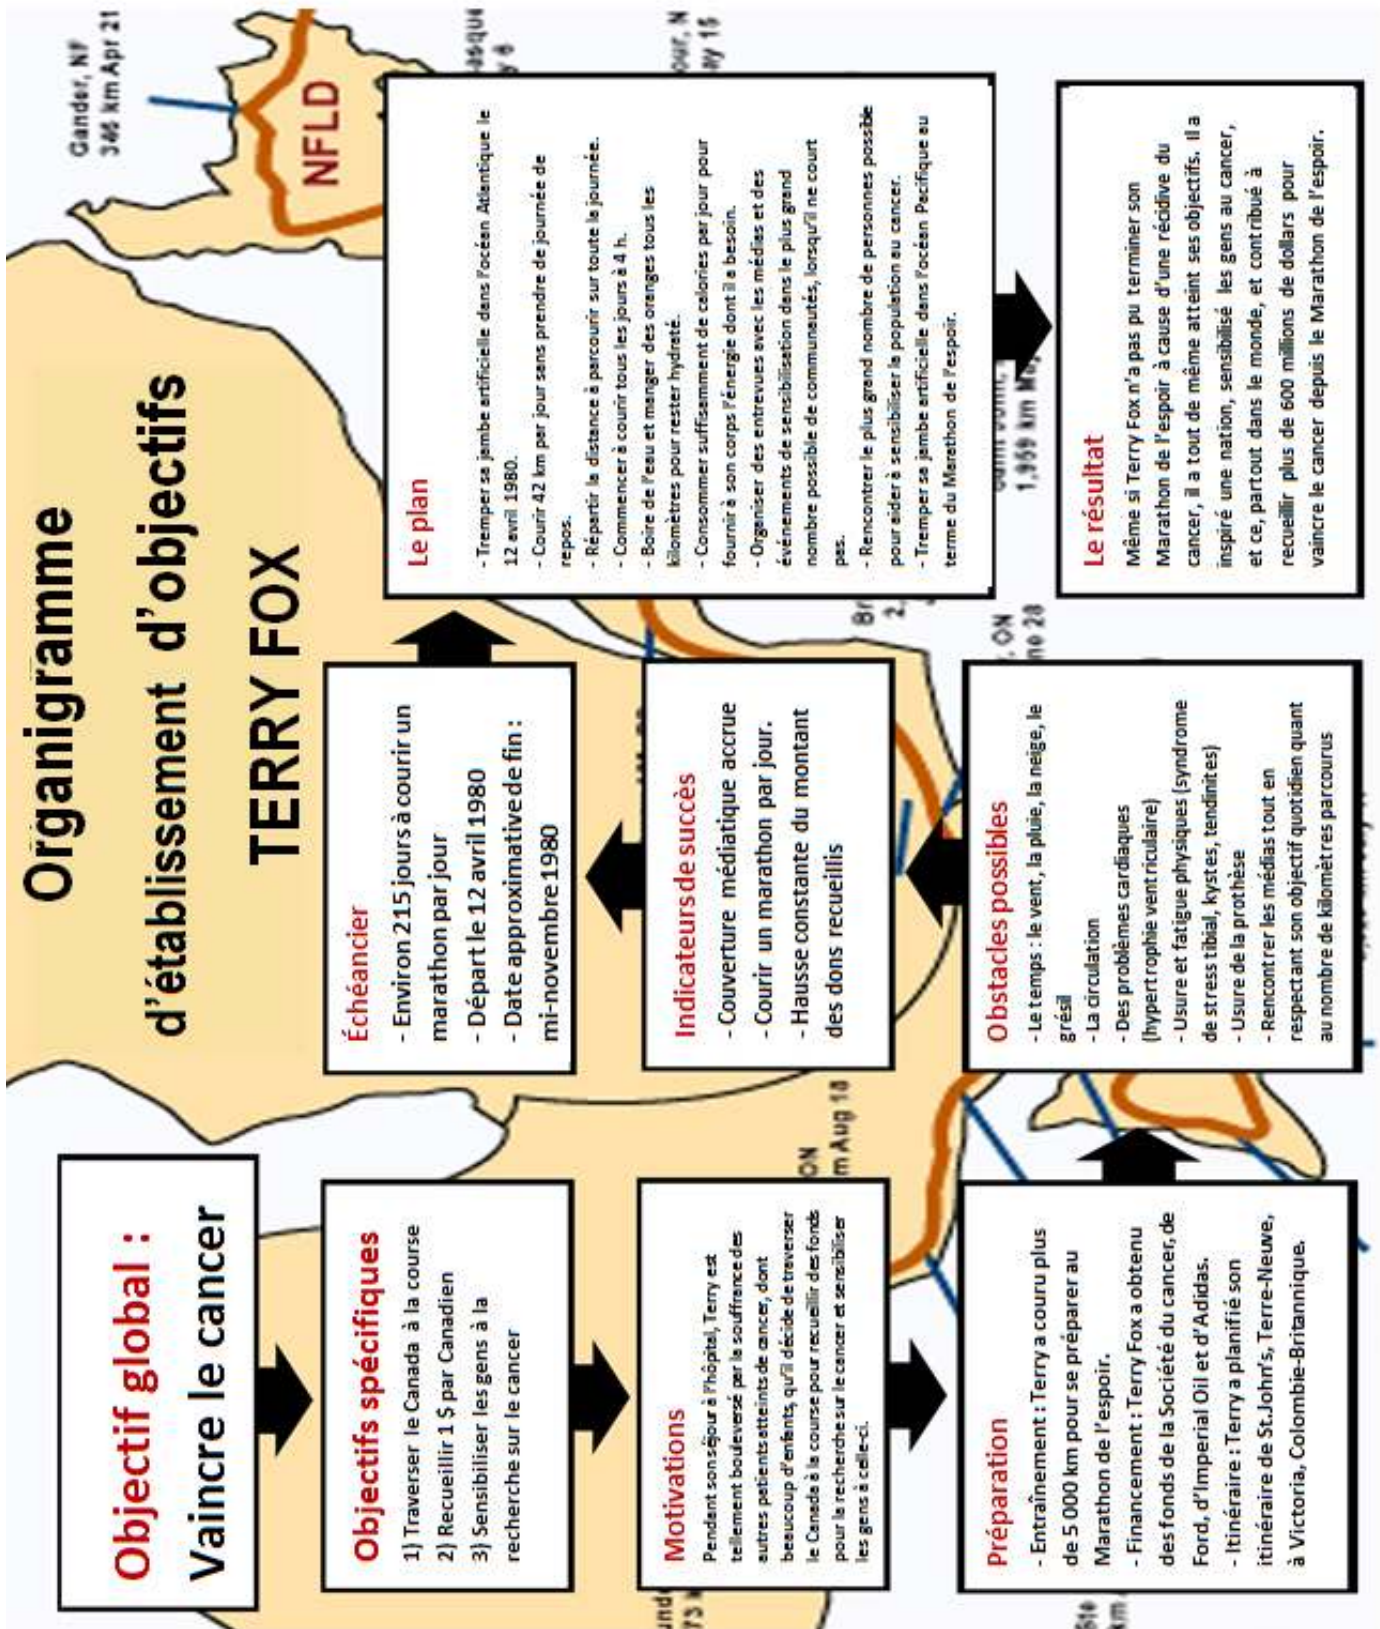 Organigramme
d'établissement d'objectifs
TERRY FOX
Objectif global :
Vaincre le cancer
Objectifs spécifiques
1) Traverser le Canada à la course
2) Recueillir 1 $ par Canadien
3) Sensibiliser les gens à la
recherche sur le cancer
Motivations
Pendant son séjour à l'hôpital, Terry est
tellement bouleversé par la souffrance des
autres patients atteints de cancer, dont
beaucoup d'enfants, qu'il décide de traverser
le Canada à la course pour recueillir des fonds
pour la recherche sur le cancer et sensibiliser
les gens à celle-ci.
Préparation
- Entraînement : Terry a couru plus
de 5 000 km pour se préparer au
Marathon de l'espoir.
- Financement : Terry Fox a obtenu
des fonds de la Société du cancer, de
Ford, d'Imperial Oil et d'Adidas.
- Itinéraire : Terry a planifié son
itinéraire de St.John's, Terre-Neuve,
à Victoria, Colombie-Britannique.
Obstacles possibles
- Le temps : le vent, la pluie, la neige, le
grésil
- La circulation
- Des problèmes cardiaques
(hypertrophie ventriculaire)
- Usure et fatigue physiques (syndrome
de stress tibial, kystes, tendinites)
- Usure de la prothèse
- Rencontrer les médias tout en
respectant son objectif quotidien quant
au nombre de kilomètres parcourus
Indicateurs de succès
- Couverture médiatique accrue
- Courir un marathon par jour.
- Hausse constante du montant
des dons recueillis
Échéancier
- Environ 215 jours à courir un
marathon par jour
- Départ le 12 avril 1980
- Date approximative de fin :
mi-novembre 1980
Le plan
- Tremper sa jambe artificielle dans l'océan Atlantique le
12 avril 1980.
- Courir 42 km par jour sans prendre de journée de
repos.
- Répartir la distance à parcourir sur toute la journée.
- Commencer à courir tous les jours à 4 h.
- Boire de l'eau et manger des oranges tous les
kilomètres pour rester hydraté.
- Consommer suffisamment de calories par jour pour
fournir à son corps l'énergie dont il a besoin.
- Organiser des entrevues avec les médias et des
événements de sensibilisation dans le plus grand
nombre possible de communautés, lorsqu'il ne court
pas.
- Rencontrer le plus grand nombre de personnes possible
pour aider à sensibiliser la population au cancer.
- Tremper sa jambe artificielle dans l'océan Pacifique au
terme du Marathon de l'espoir.
Le résultat
Même si Terry Fox n'a pas pu terminer son
Marathon de l'espoir à cause d'une récidive du
cancer, il a tout de même atteint ses objectifs. Il a
inspiré une nation, sensibilisé les gens au cancer,
et ce, partout dans le monde, et contribué à
recueillir plus de 600 millions de dollars pour
vaincre le cancer depuis le Marathon de l'espoir.
Gander, NF
346 km Apr 21
NFLD
ON
Aug 18
ON
28
1,959 km